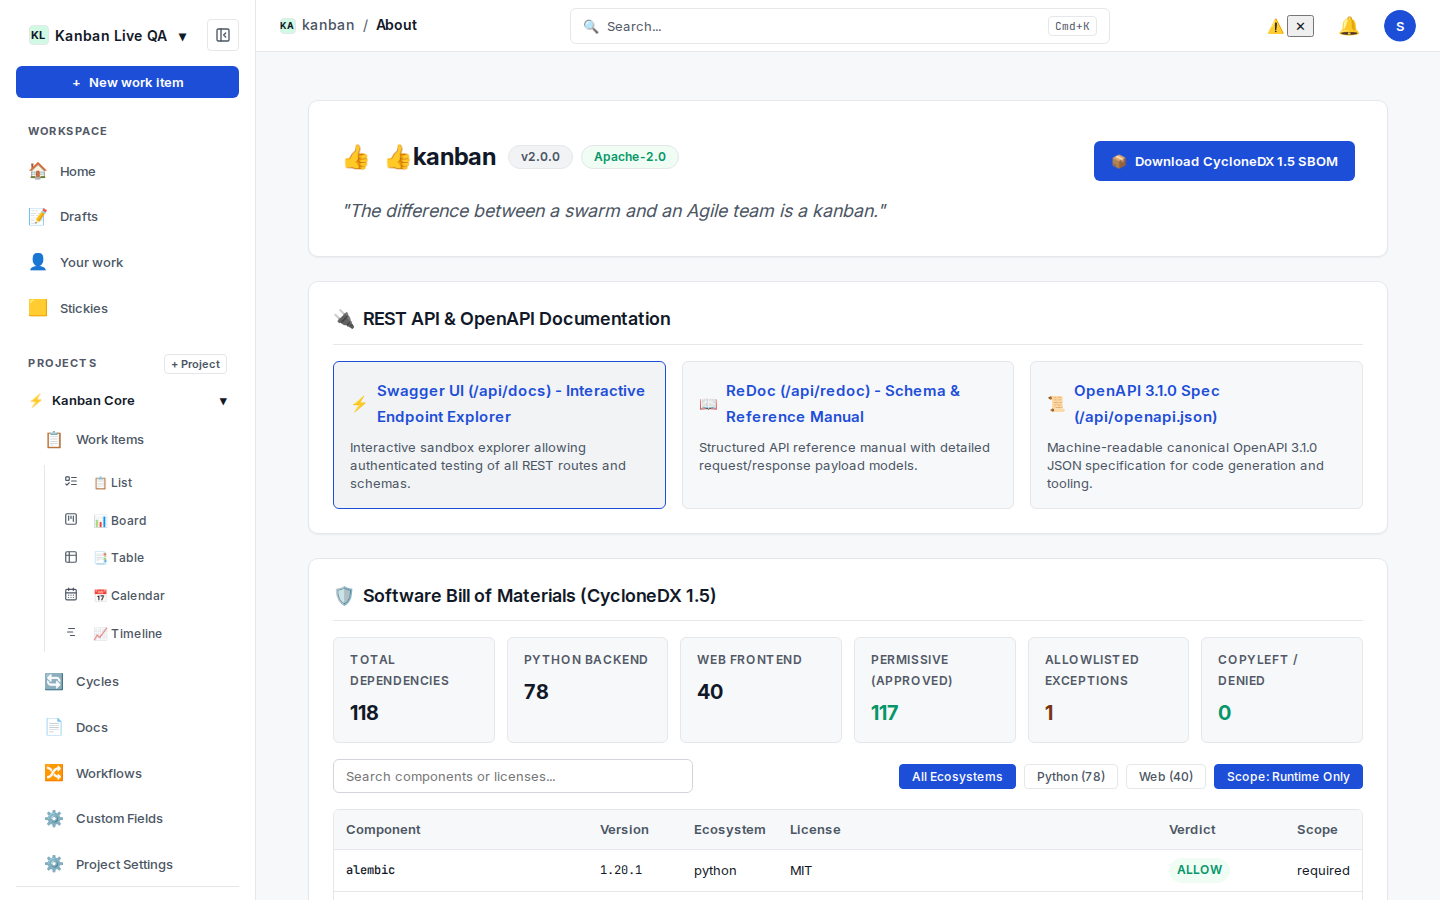 KL Kanban Live QA ▼
+ New work item
WORKSPACE
Home
Drafts
Your work
Stickies
PROJECTS
+ Project
Kanban Core ▼
Work Items
List
Board
Table
Calendar
Timeline
Cycles
Docs
Workflows
Custom Fields
Project Settings
KA kanban / About
Search...
Cmd+K
✕
S
kanban
v2.0.0
Apache-2.0
Download CycloneDX 1.5 SBOM
"The difference between a swarm and an Agile team is a kanban."
REST API & OpenAPI Documentation
Swagger UI (/api/docs) - Interactive
Endpoint Explorer
Interactive sandbox explorer allowing
authenticated testing of all REST routes and
schemas.
ReDoc (/api/redoc) - Schema &
Reference Manual
Structured API reference manual with detailed
request/response payload models.
OpenAPI 3.1.0 Spec
(/api/openapi.json)
Machine-readable canonical OpenAPI 3.1.0
JSON specification for code generation and
tooling.
Software Bill of Materials (CycloneDX 1.5)
TOTAL
DEPENDENCIES
118
PYTHON BACKEND
78
WEB FRONTEND
40
PERMISSIVE
(APPROVED)
117
ALLOWLISTED
EXCEPTIONS
1
COPYLEFT /
DENIED
0
Search components or licenses...
All Ecosystems
Python (78)
Web (40)
Scope: Runtime Only
Component Version Ecosystem License Verdict Scope
alembic 1.20.1 python MIT ALLOW required